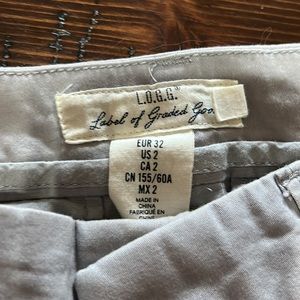 L.O.G.G.®
Label of Graded Goo
EUR 32
US 2
CA 2
CN 155/60A
MX 2
MADE IN
CHINA
FABRIQUÉ EN
CHINE